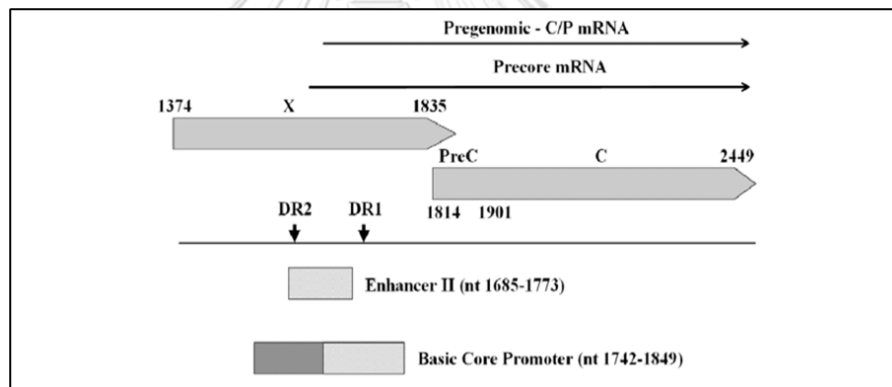 Pregenomic - C/P mRNA
Precore mRNA
1374 X 1835
PreC C 2449
DR2 DR1 1814 1901
Enhancer II (nt 1685-1773)
Basic Core Promoter (nt 1742-1849)